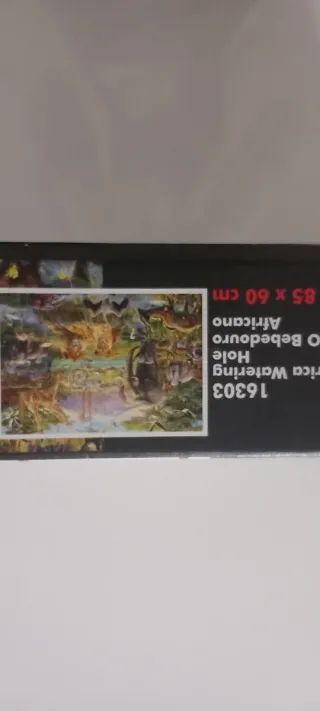 16303
rica Watering
Hole
O Bebedouro
Africano
85 x 60 cm